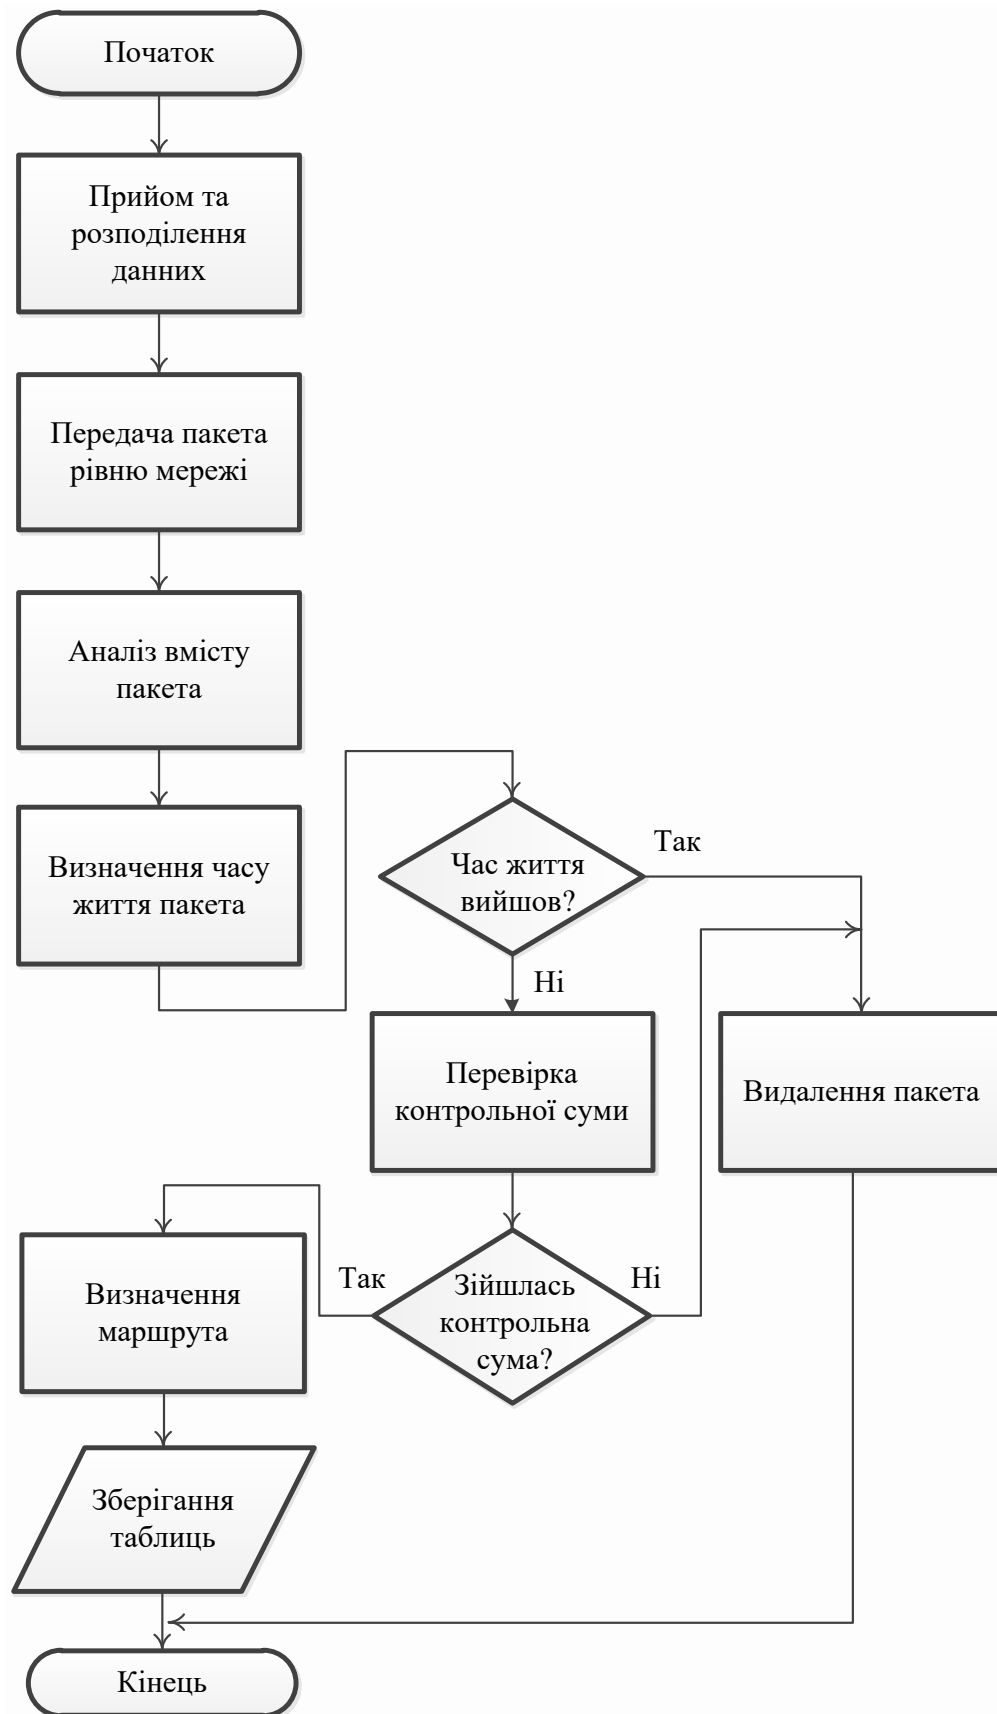 Початок
Прийом та
розподілення
данних
Передача пакета
рівню мережі
Аналіз вмісту
пакета
Визначення часу
життя пакета
Час життя
вийшов?
Так
Ні
Перевірка
контрольної суми
Видалення пакета
Зійшлась
контрольна
сума?
Так
Ні
Визначення
маршрута
Зберігання
таблиць
Кінець